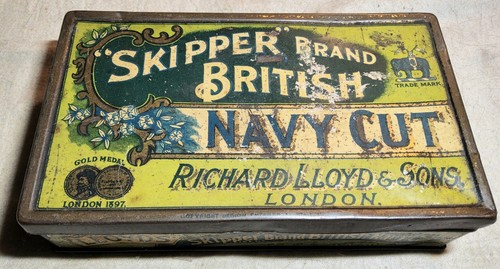 "SKIPPER" BRAND
BRITISH
TRADE MARK
NAVY CUT
GOLD MEDAL
RICHARD LLOYD & SONS,
LONDON 1897.
LONDON.